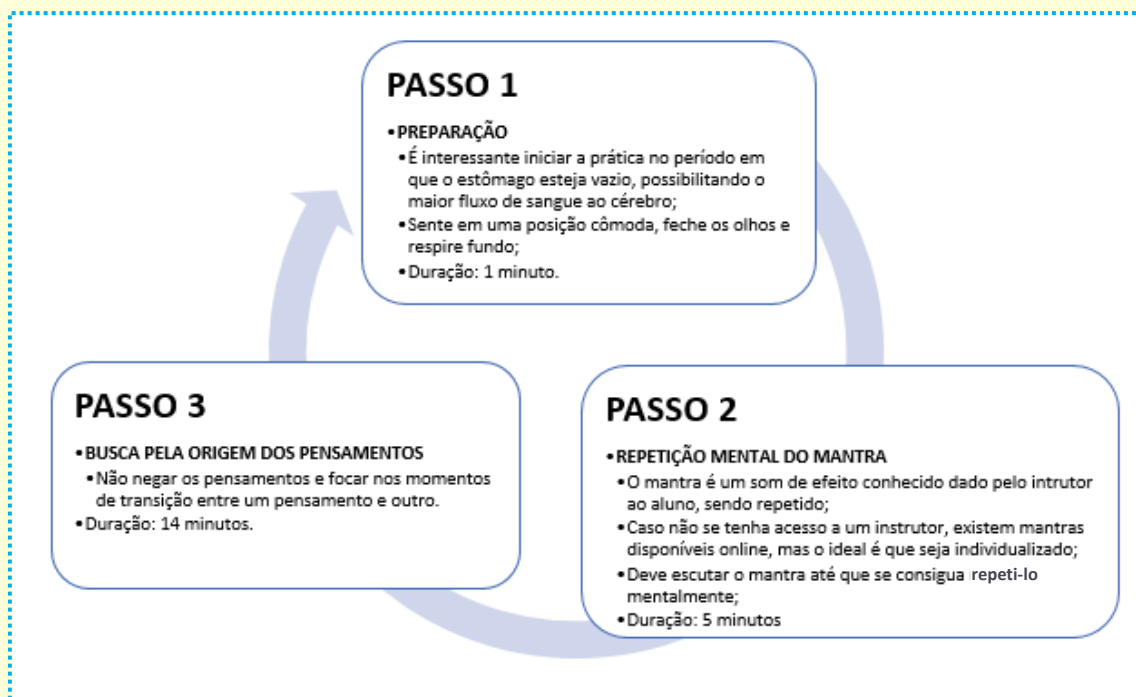 PASSO 1
•PREPARAÇÃO
•É interessante iniciar a prática no período em
que o estômago esteja vazio, possibilitando o
maior fluxo de sangue ao cérebro;
•Sente em uma posição cômoda, feche os olhos e
respire fundo;
•Duração: 1 minuto.
PASSO 2
•REPETIÇÃO MENTAL DO MANTRA
•O mantra é um som de efeito conhecido dado pelo intrutor
ao aluno, sendo repetido;
•Caso não se tenha acesso a um instrutor, existem mantras
disponíveis online, mas o ideal é que seja individualizado;
•Deve escutar o mantra até que se consigua repeti-lo
mentalmente;
•Duração: 5 minutos
PASSO 3
•BUSCA PELA ORIGEM DOS PENSAMENTOS
•Não negar os pensamentos e focar nos momentos
de transição entre um pensamento e outro.
•Duração: 14 minutos.